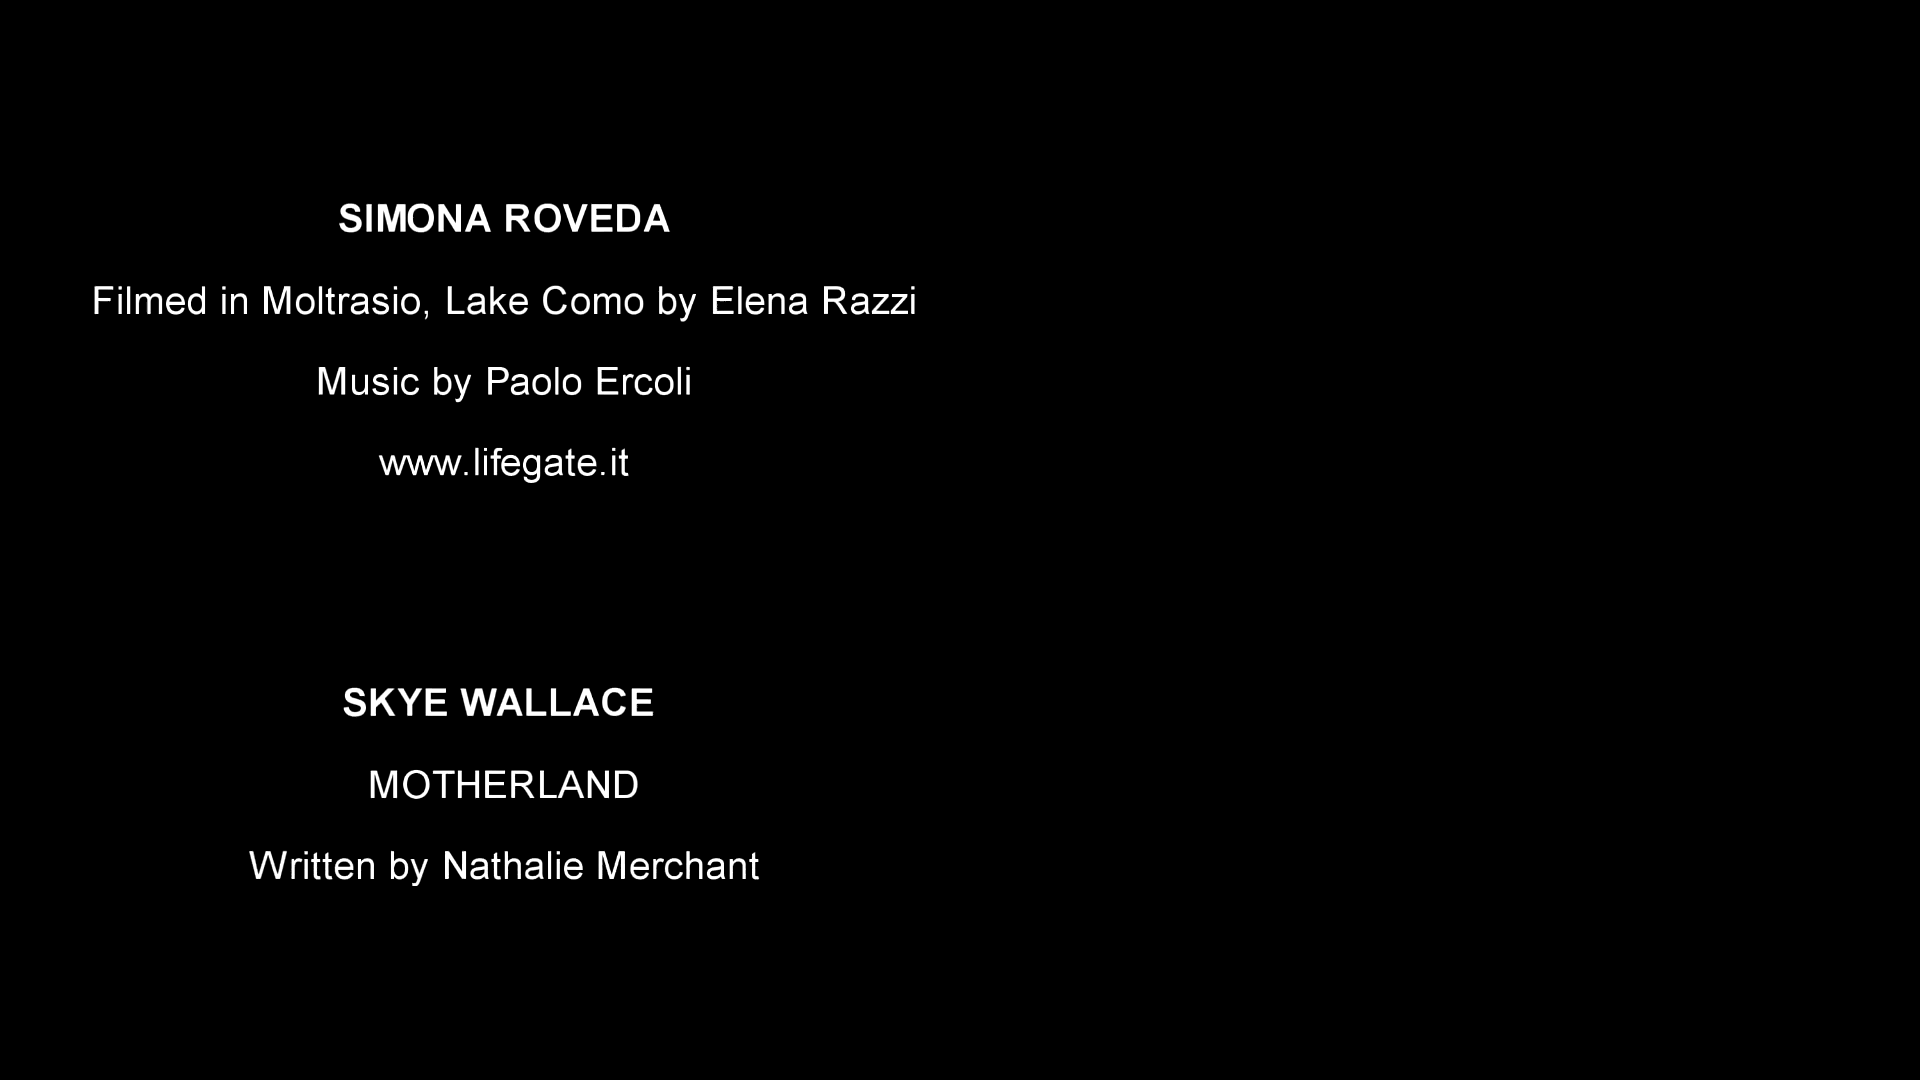 SIMONA ROVEDA
Filmed in Moltrasio, Lake Como by Elena Razzi
Music by Paolo Ercoli
www.lifegate.it
SKYE WALLACE
MOTHERLAND
Written by Nathalie Merchant